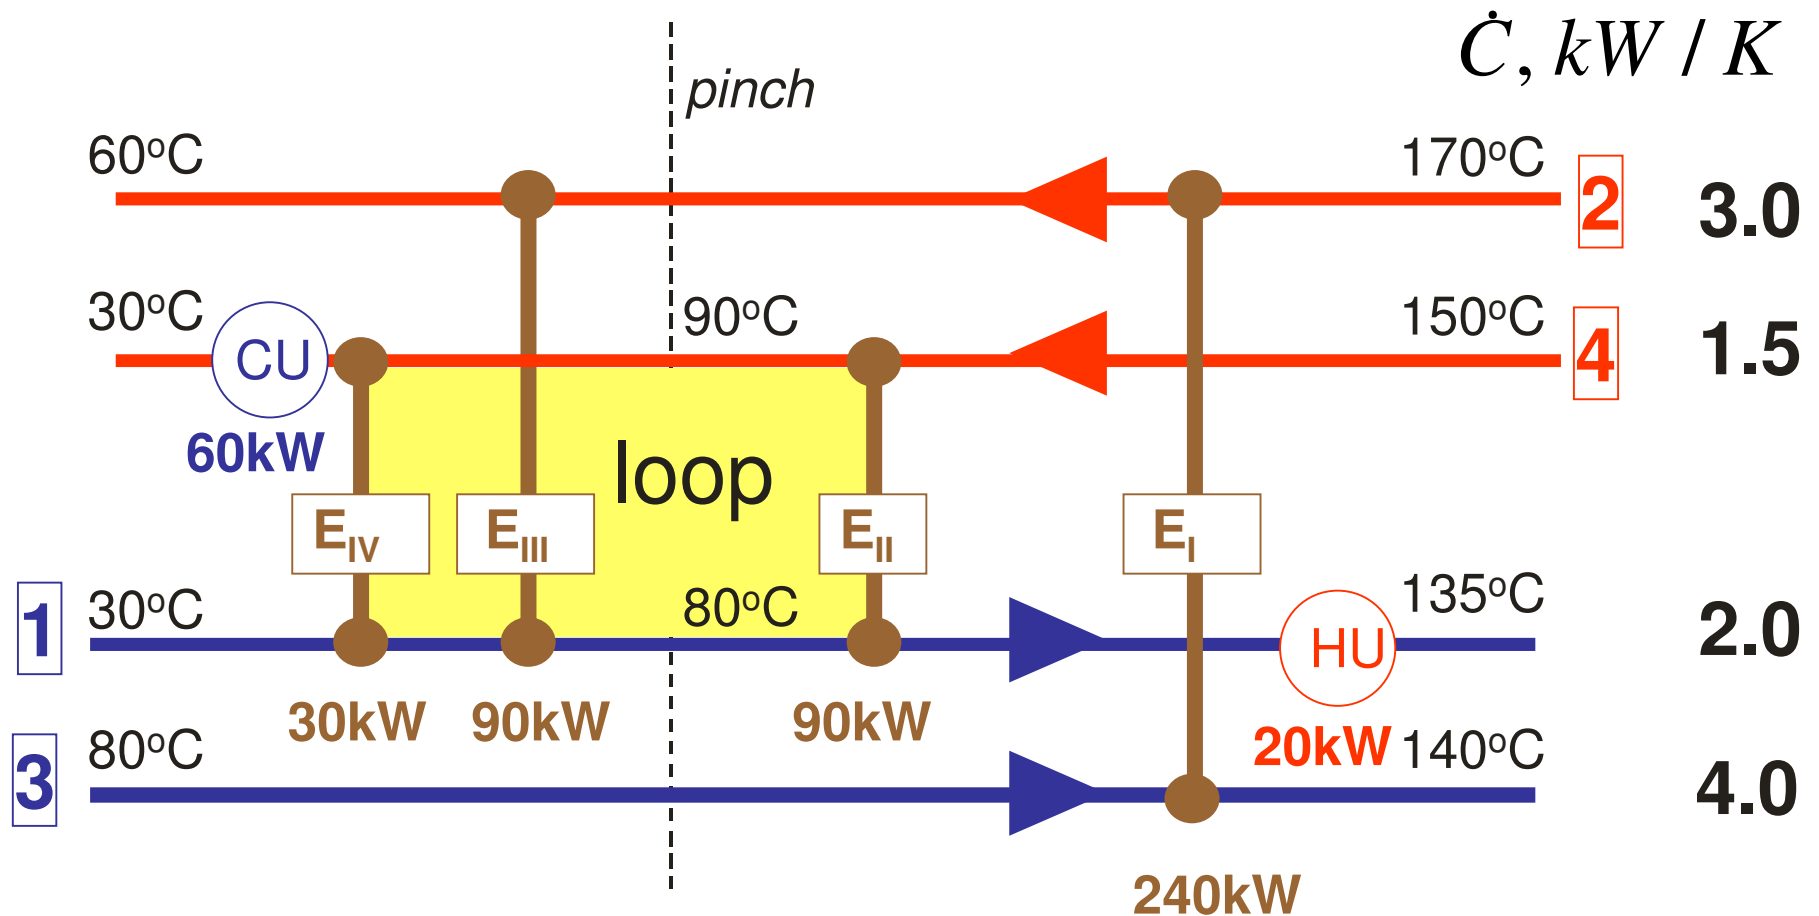 Ċ, kW / K
pinch
60°C 170°C 2 3.0
30°C 90°C 150°C 4 1.5
CU
60kW
loop
E_IV E_III E_II E_I
1 30°C 80°C 135°C 2.0
HU
30kW 90kW 90kW 20kW
3 80°C 140°C 4.0
240kW